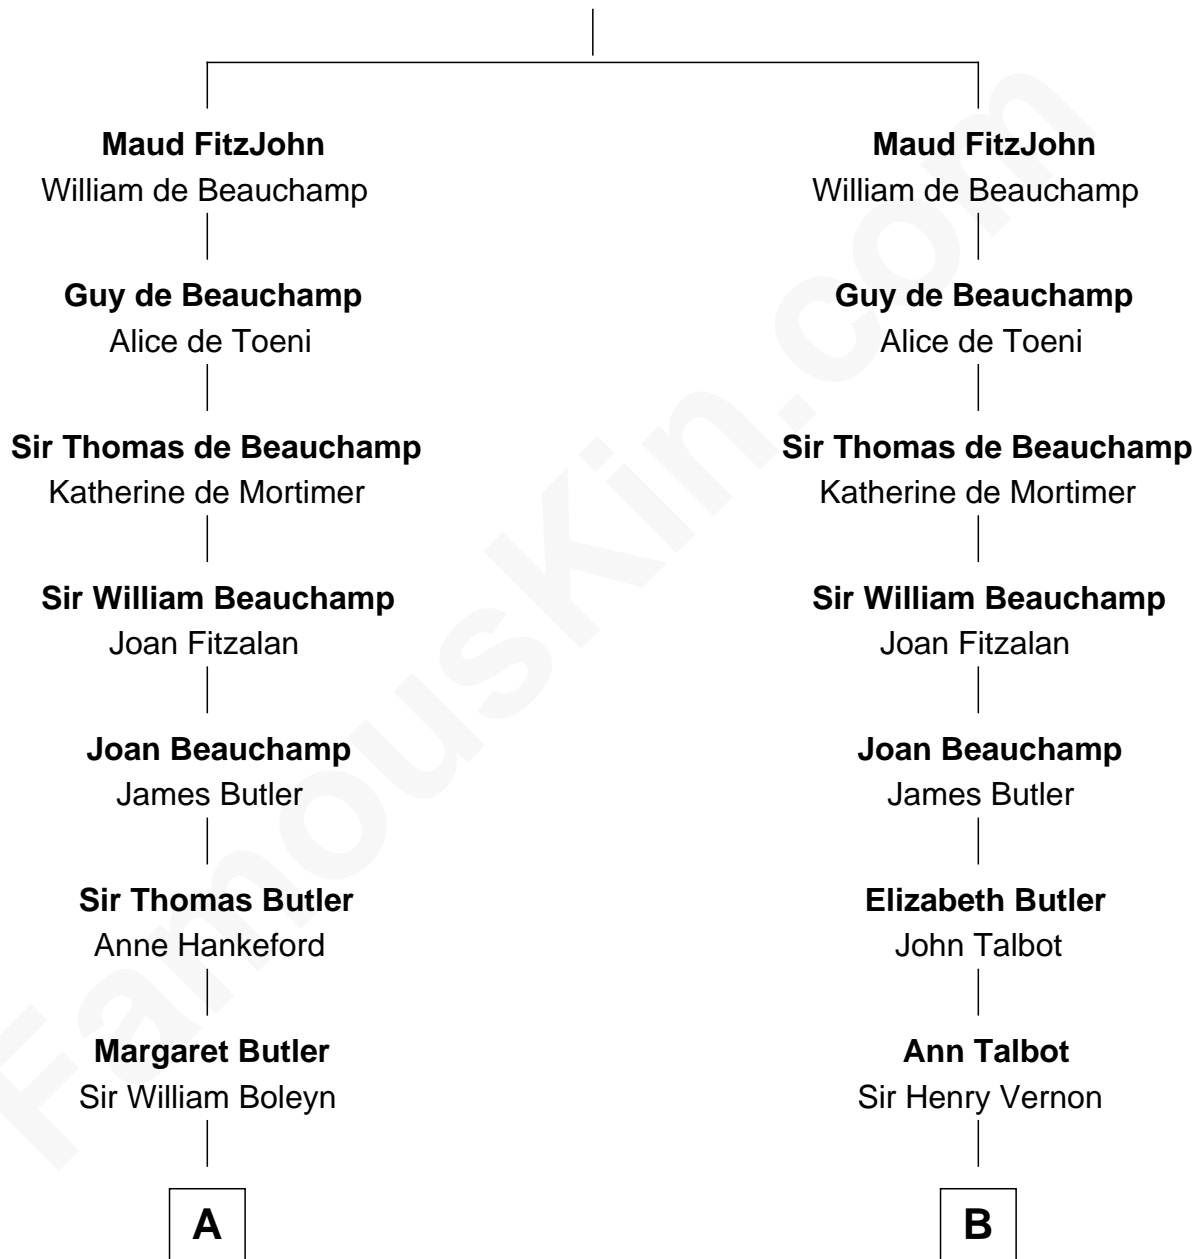 Maud FitzJohn
William de Beauchamp
Guy de Beauchamp
Alice de Toeni
Sir Thomas de Beauchamp
Katherine de Mortimer
Sir William Beauchamp
Joan Fitzalan
Joan Beauchamp
James Butler
Sir Thomas Butler
Anne Hankeford
Margaret Butler
Sir William Boleyn
A
Maud FitzJohn
William de Beauchamp
Guy de Beauchamp
Alice de Toeni
Sir Thomas de Beauchamp
Katherine de Mortimer
Sir William Beauchamp
Joan Fitzalan
Joan Beauchamp
James Butler
Elizabeth Butler
John Talbot
Ann Talbot
Sir Henry Vernon
B
FamousKin.com